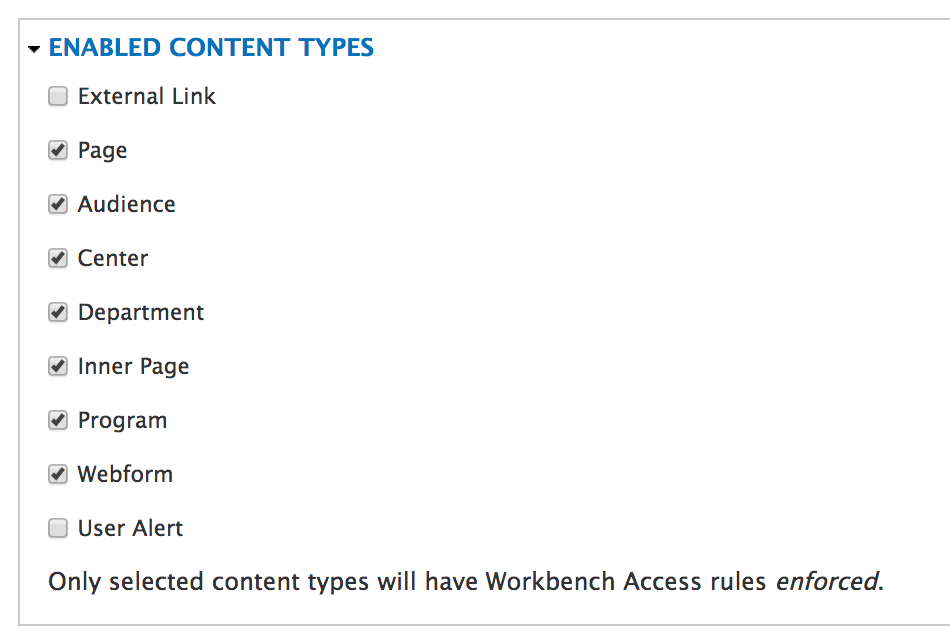 ENABLED CONTENT TYPES
External Link
Page
Audience
Center
Department
Inner Page
Program
Webform
User Alert
Only selected content types will have Workbench Access rules enforced.